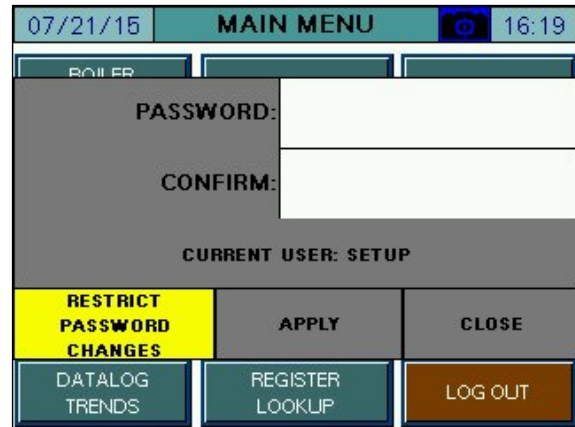 07/21/15 MAIN MENU 16:19
BOILER
PASSWORD:
CONFIRM:
CURRENT USER: SETUP
RESTRICT
PASSWORD
CHANGES
APPLY
CLOSE
DATALOG
TRENDS
REGISTER
LOOKUP
LOG OUT